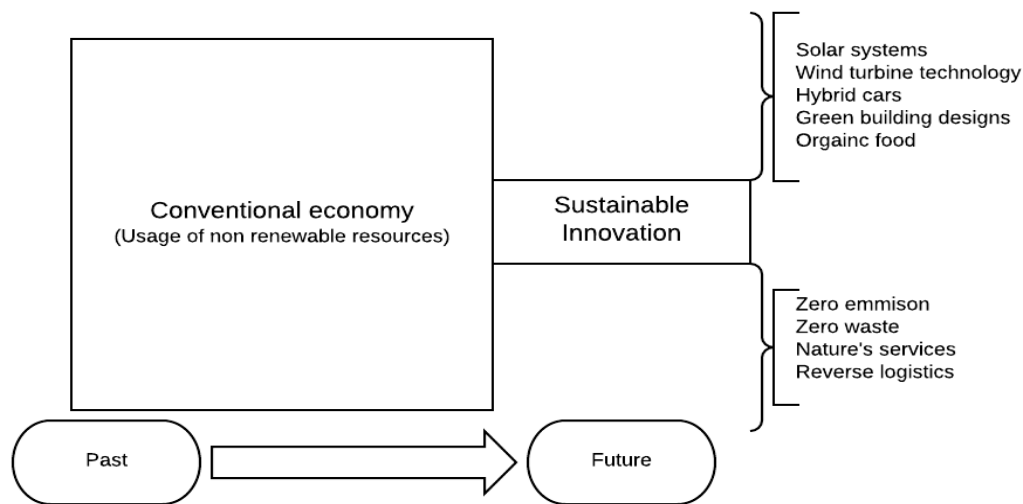 Conventional economy
(Usage of non renewable resources)
Sustainable
Innovation
Solar systems
Wind turbine technology
Hybrid cars
Green building designs
Orgainc food
Zero emmison
Zero waste
Nature's services
Reverse logistics
Past
Future